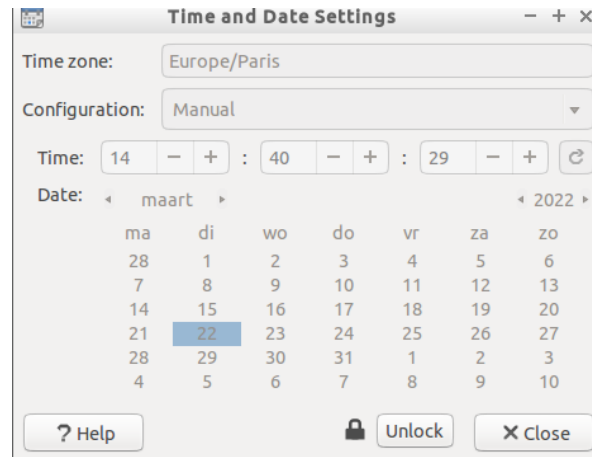 Time and Date Settings
Time zone: Europe/Paris
Configuration: Manual
Time: 14 − + : 40 − + : 29 − +
Date: maart 2022
ma di wo do vr za zo
28 1 2 3 4 5 6
7 8 9 10 11 12 13
14 15 16 17 18 19 20
21 22 23 24 25 26 27
28 29 30 31 1 2 3
4 5 6 7 8 9 10
? Help Unlock Close